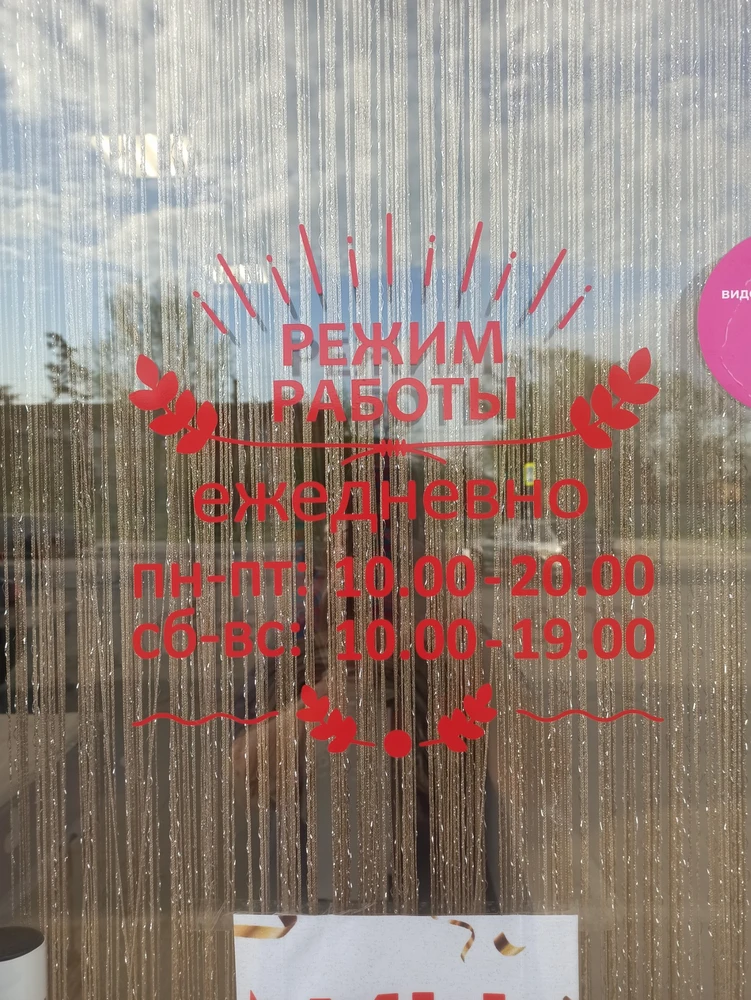 РЕЖИМ
РАБОТЫ
ежедневно
пн-пт: 10.00-20.00
сб-вс: 10.00-19.00